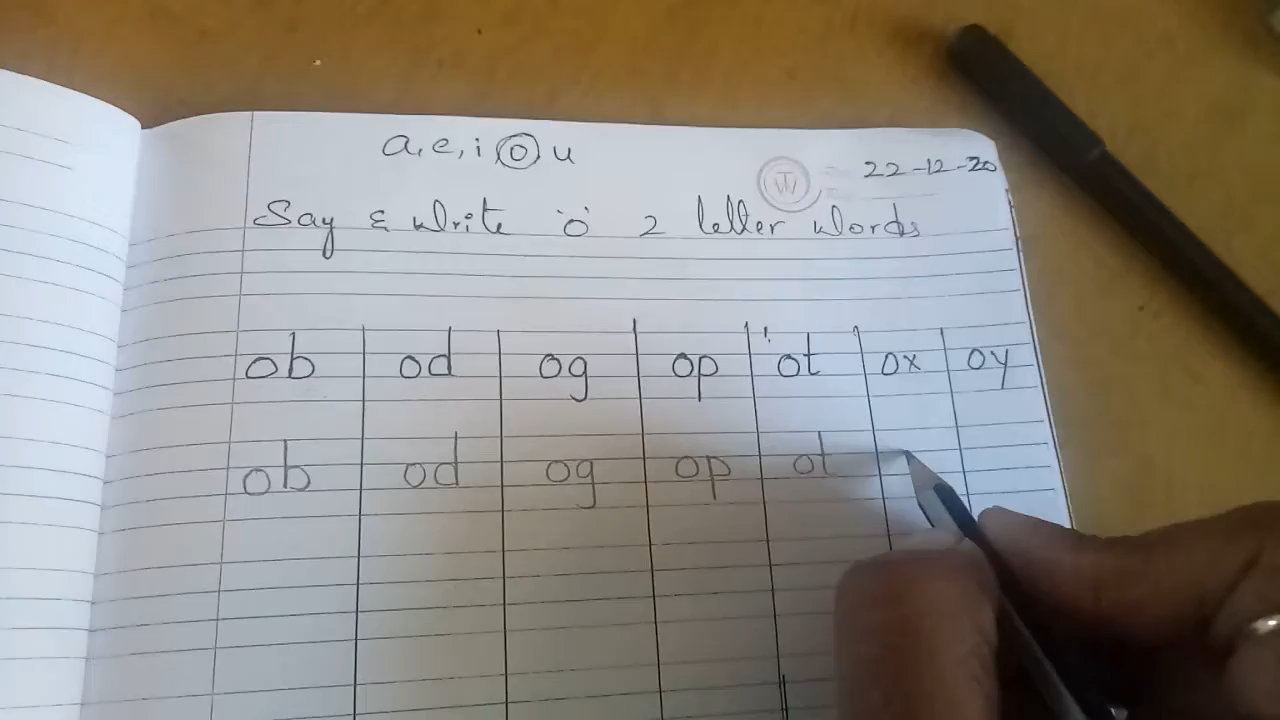 a, e, i, o u
22-12-20
Say & Write 'o' 2 letter Words
ob od og op ot ox oy
ob od og op ot